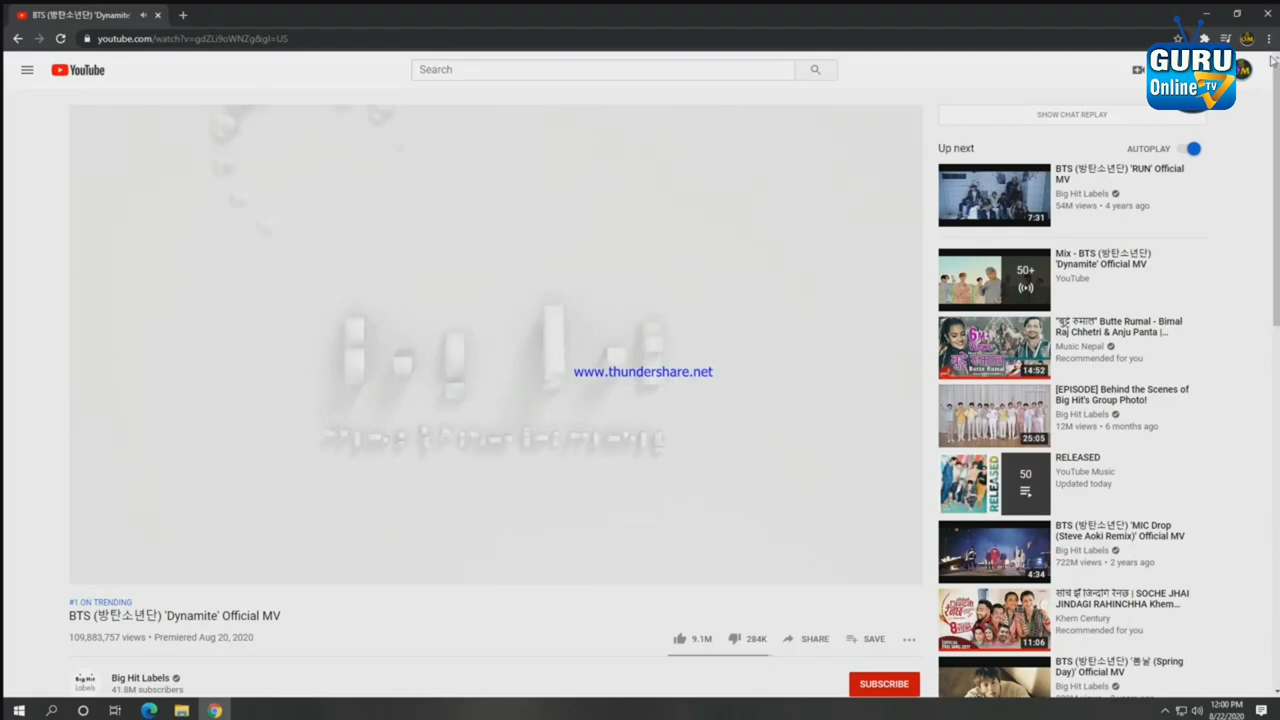 BTS (방탄소년단) 'Dynamite'
youtube.com/watch?v=gdZLi9oWNZg&gl=US
GURU
Online TV
YouTube
Search
SHOW CHAT REPLAY
Up next
AUTOPLAY
BTS (방탄소년단) 'RUN' Official
MV
Big Hit Labels
54M views • 4 years ago
7:31
Mix - BTS (방탄소년단)
'Dynamite' Official MV
YouTube
50+
"बुट्टे रुमाल" Butte Rumal - Bimal
Raj Chhetri & Anju Panta |...
Music Nepal
Recommended for you
14:52
[EPISODE] Behind the Scenes of
Big Hit's Group Photo!
Big Hit Labels
12M views • 6 months ago
25:05
RELEASED
YouTube Music
Updated today
50
RELEASED
BTS (방탄소년단) 'MIC Drop
(Steve Aoki Remix)' Official MV
Big Hit Labels
722M views • 2 years ago
4:34
SOCHE JHAI
JINDAGI RAHINCHHA Khem...
Khem Century
Recommended for you
11:06
BTS (방탄소년단) '봄날 (Spring
Day)' Official MV
Big Hit Labels
www.thundershare.net
#1 ON TRENDING
BTS (방탄소년단) 'Dynamite' Official MV
109,883,757 views • Premiered Aug 20, 2020
9.1M
284K
SHARE
SAVE
Big Hit Labels
Big Hit Labels
41.8M subscribers
SUBSCRIBE
12:00 PM
8/22/2020